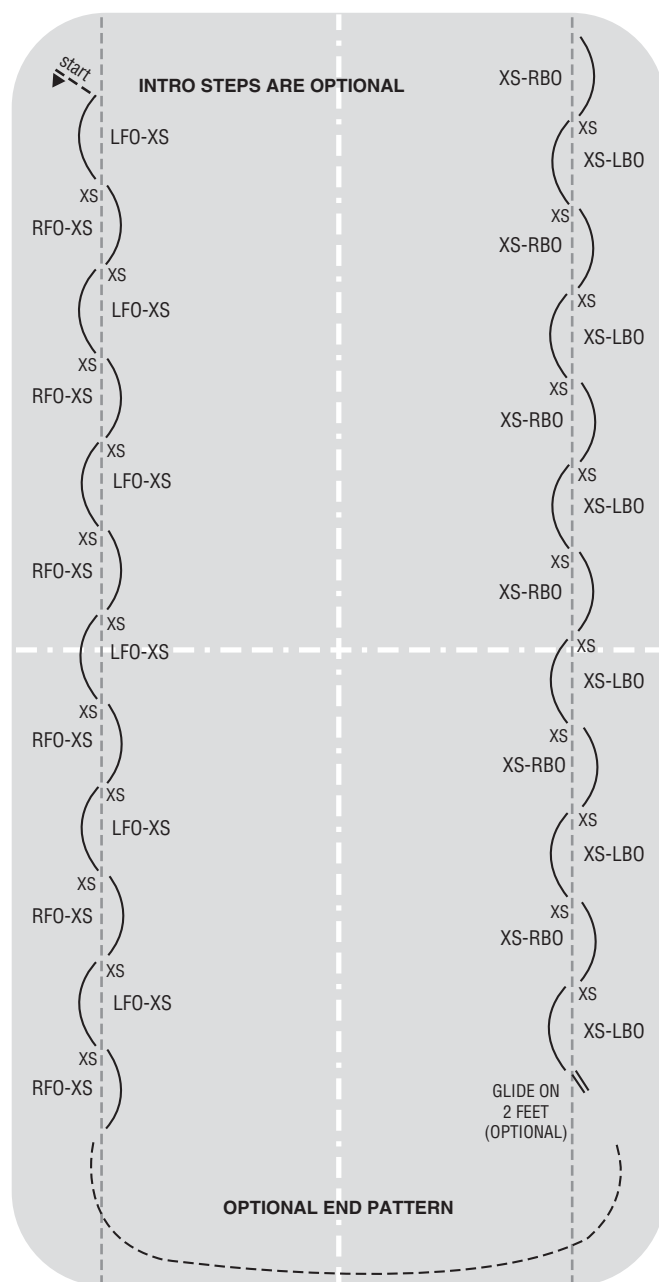 start
INTRO STEPS ARE OPTIONAL
LFO-XS
XS
RFO-XS
XS
LFO-XS
XS
RFO-XS
XS
LFO-XS
XS
RFO-XS
XS
LFO-XS
XS
RFO-XS
XS
LFO-XS
XS
RFO-XS
XS
LFO-XS
XS
RFO-XS
XS-RBO
XS
XS-LBO
XS
XS-RBO
XS
XS-LBO
XS
XS-RBO
XS
XS-LBO
XS
XS-RBO
XS
XS-LBO
XS
XS-RBO
XS
XS-LBO
XS
XS-RBO
XS
XS-LBO
GLIDE ON
2 FEET
(OPTIONAL)
OPTIONAL END PATTERN